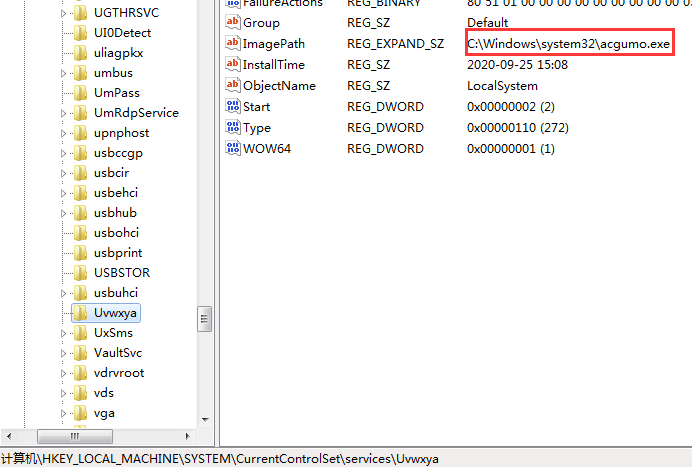 UGTHRSVC
UI0Detect
uliagpkx
umbus
UmPass
UmRdpService
upnphost
usbccgp
usbcir
usbehci
usbhub
usbohci
usbprint
USBSTOR
usbuhci
Uvwxya
UxSms
VaultSvc
vdrvroot
vds
vga
FailureActions REG_BINARY 80 51 01 00 00 00 00 00 00 00 00 00 0
Group REG_SZ Default
ImagePath REG_EXPAND_SZ C:\Windows\system32\acgumo.exe
InstallTime REG_SZ 2020-09-25 15:08
ObjectName REG_SZ LocalSystem
Start REG_DWORD 0x00000002 (2)
Type REG_DWORD 0x00000110 (272)
WOW64 REG_DWORD 0x00000001 (1)
计算机\HKEY_LOCAL_MACHINE\SYSTEM\CurrentControlSet\services\Uvwxya